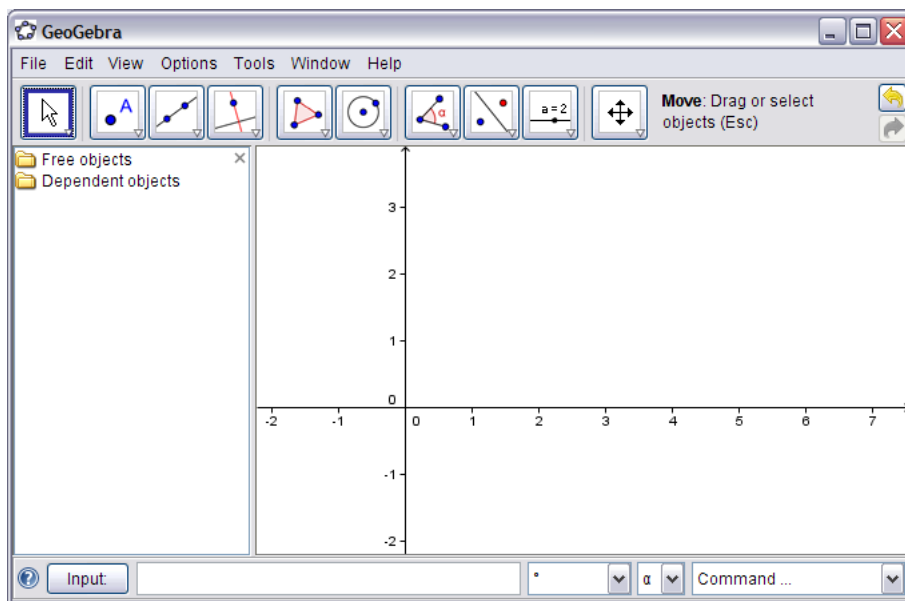 GeoGebra
File Edit View Options Tools Window Help
A
α
a=2
Move: Drag or select
objects (Esc)
Free objects
Dependent objects
3
2
1
0
-2 -1 0 1 2 3 4 5 6 7
-1
-2
Input:
°
α
Command ...